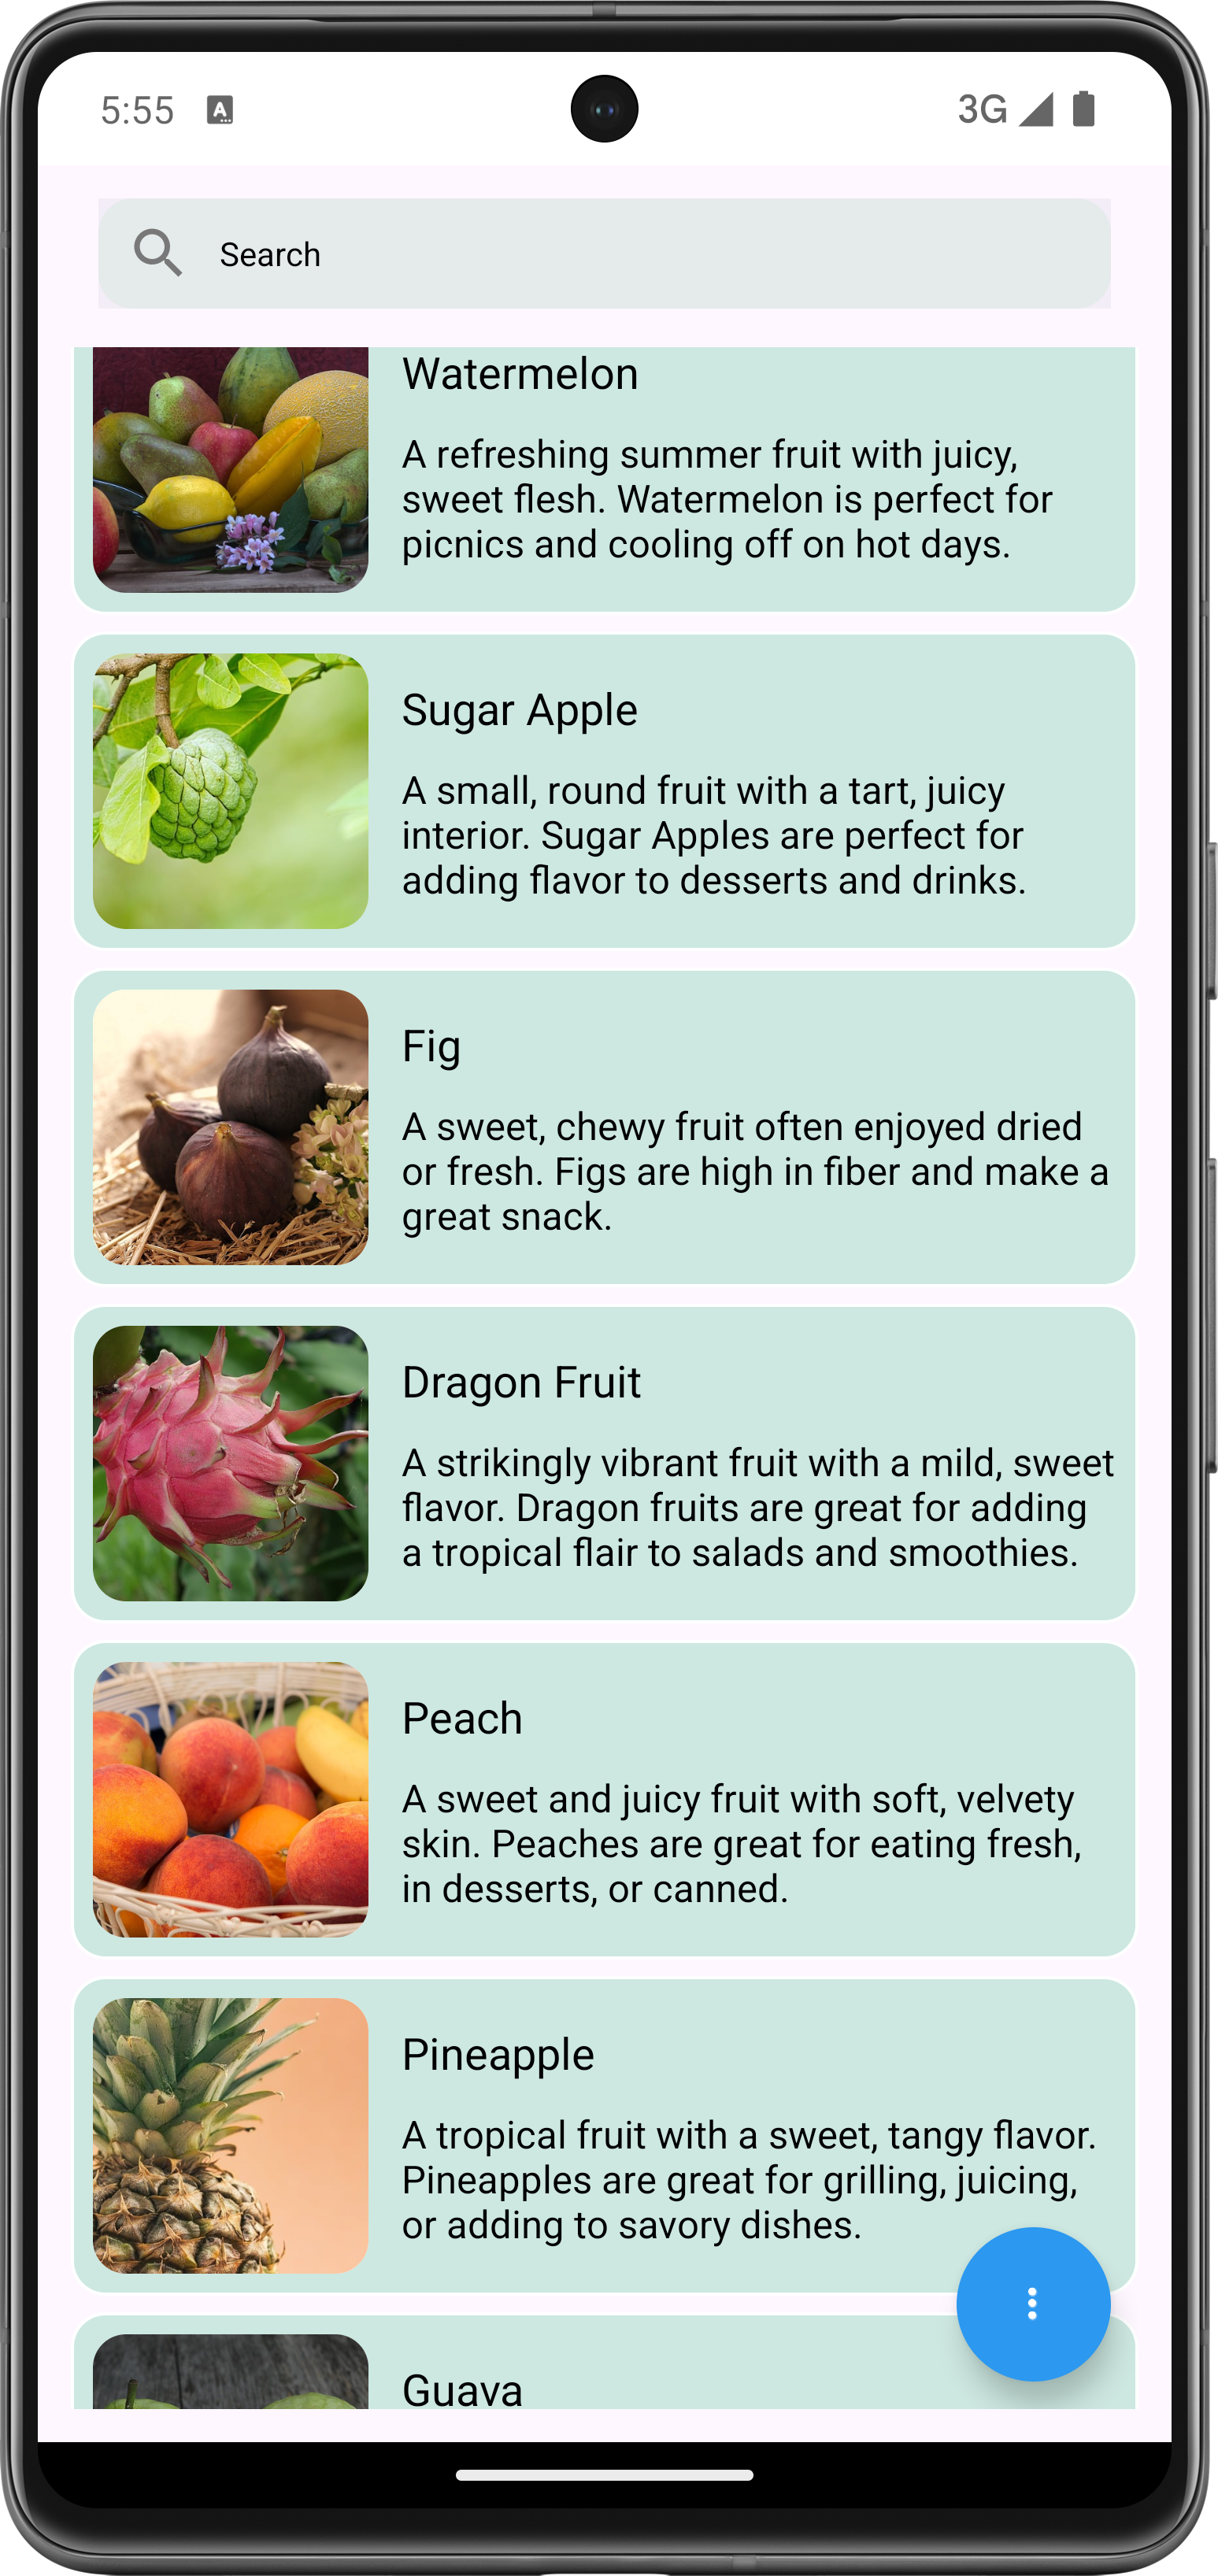 5:55 A 3G
Search
Watermelon
A refreshing summer fruit with juicy,
sweet flesh. Watermelon is perfect for
picnics and cooling off on hot days.
Sugar Apple
A small, round fruit with a tart, juicy
interior. Sugar Apples are perfect for
adding flavor to desserts and drinks.
Fig
A sweet, chewy fruit often enjoyed dried
or fresh. Figs are high in fiber and make a
great snack.
Dragon Fruit
A strikingly vibrant fruit with a mild, sweet
flavor. Dragon fruits are great for adding
a tropical flair to salads and smoothies.
Peach
A sweet and juicy fruit with soft, velvety
skin. Peaches are great for eating fresh,
in desserts, or canned.
Pineapple
A tropical fruit with a sweet, tangy flavor.
Pineapples are great for grilling, juicing,
or adding to savory dishes.
Guava